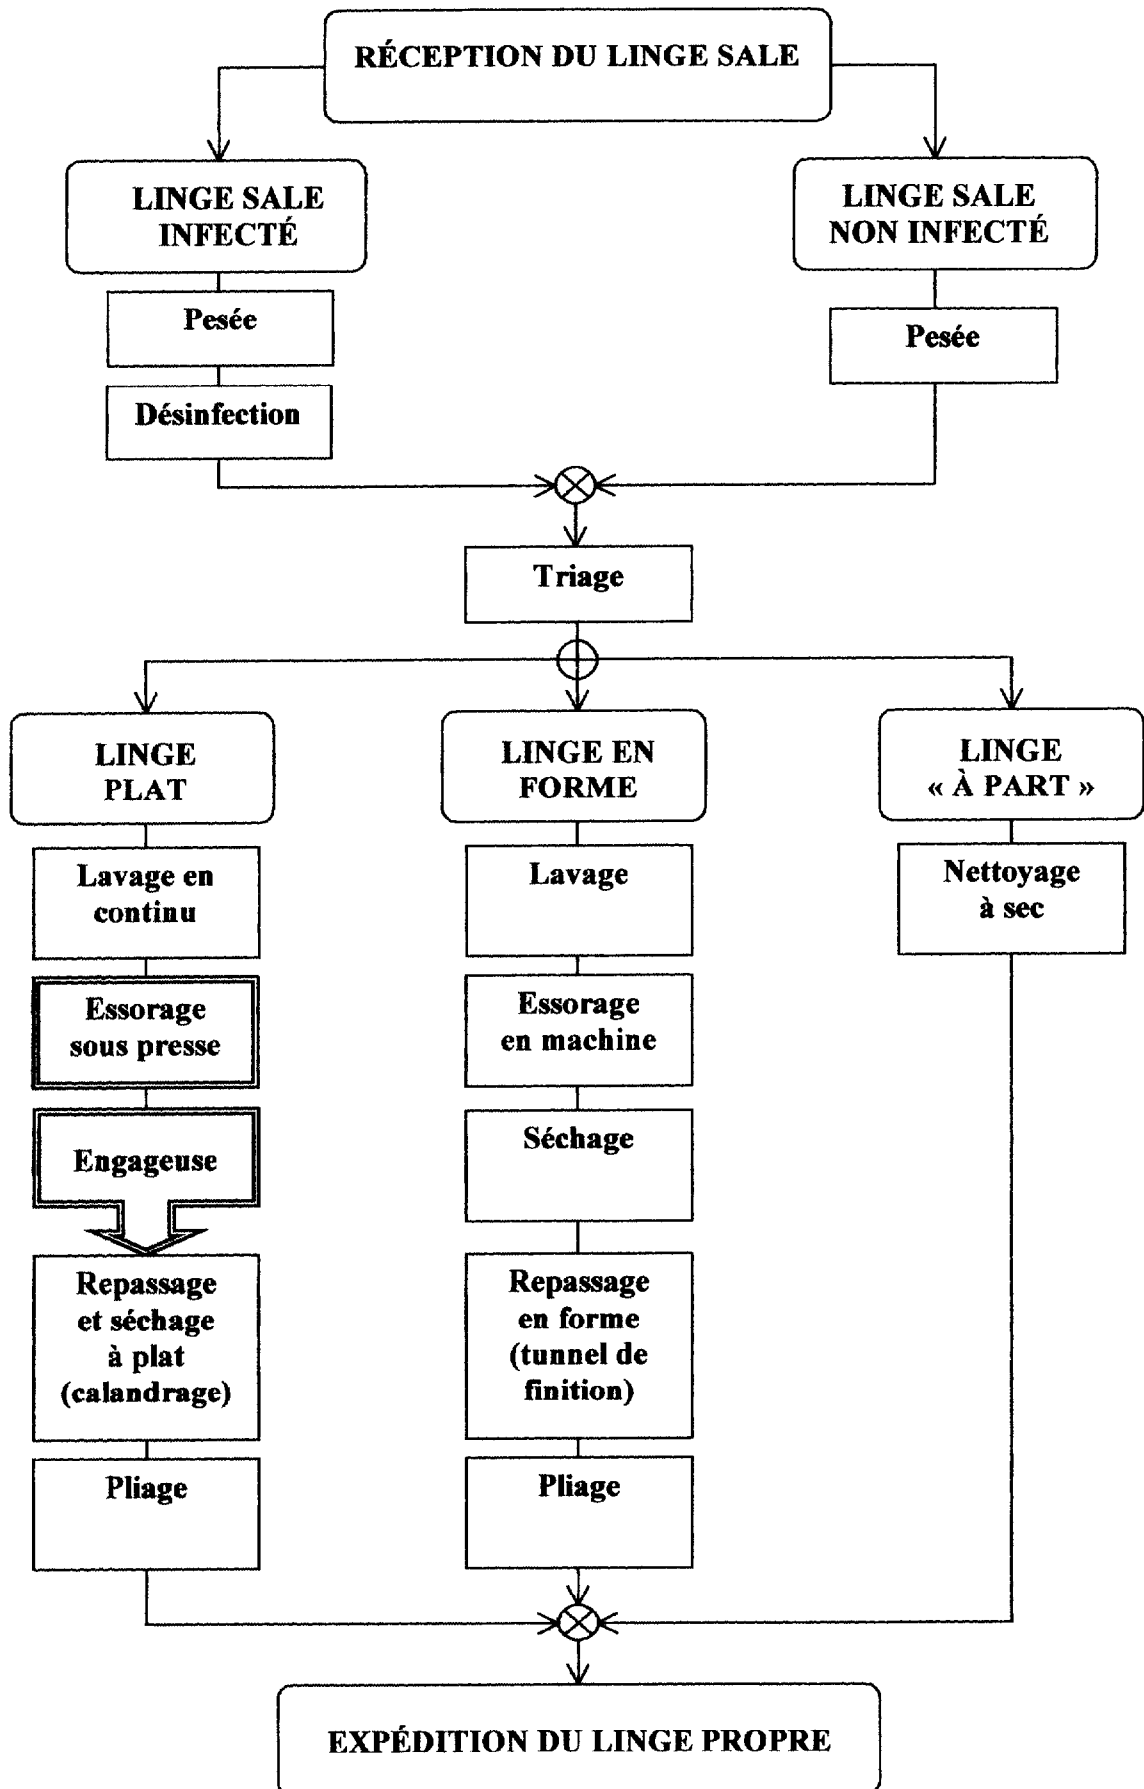 RÉCEPTION DU LINGE SALE
LINGE SALE
INFECTÉ
LINGE SALE
NON INFECTÉ
Pesée
Pesée
Désinfection
Triage
LINGE
PLAT
LINGE EN
FORME
LINGE
« À PART »
Lavage en
continu
Lavage
Nettoyage
à sec
Essorage
sous presse
Essorage
en machine
Engageuse
Séchage
Repassage
et séchage
à plat
(calandrage)
Repassage
en forme
(tunnel de
finition)
Pliage
Pliage
EXPÉDITION DU LINGE PROPRE